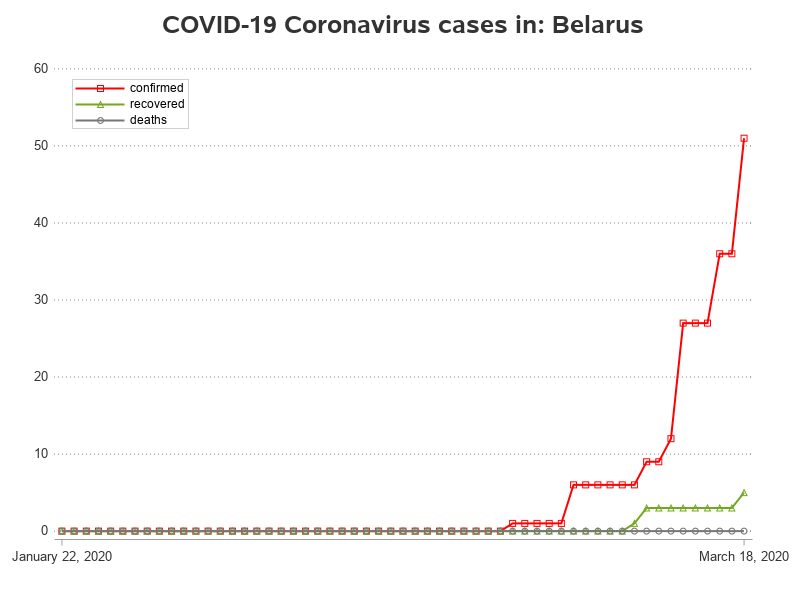 COVID-19 Coronavirus cases in: Belarus
60
confirmed
recovered
deaths
50
40
30
20
10
0
January 22, 2020
March 18, 2020